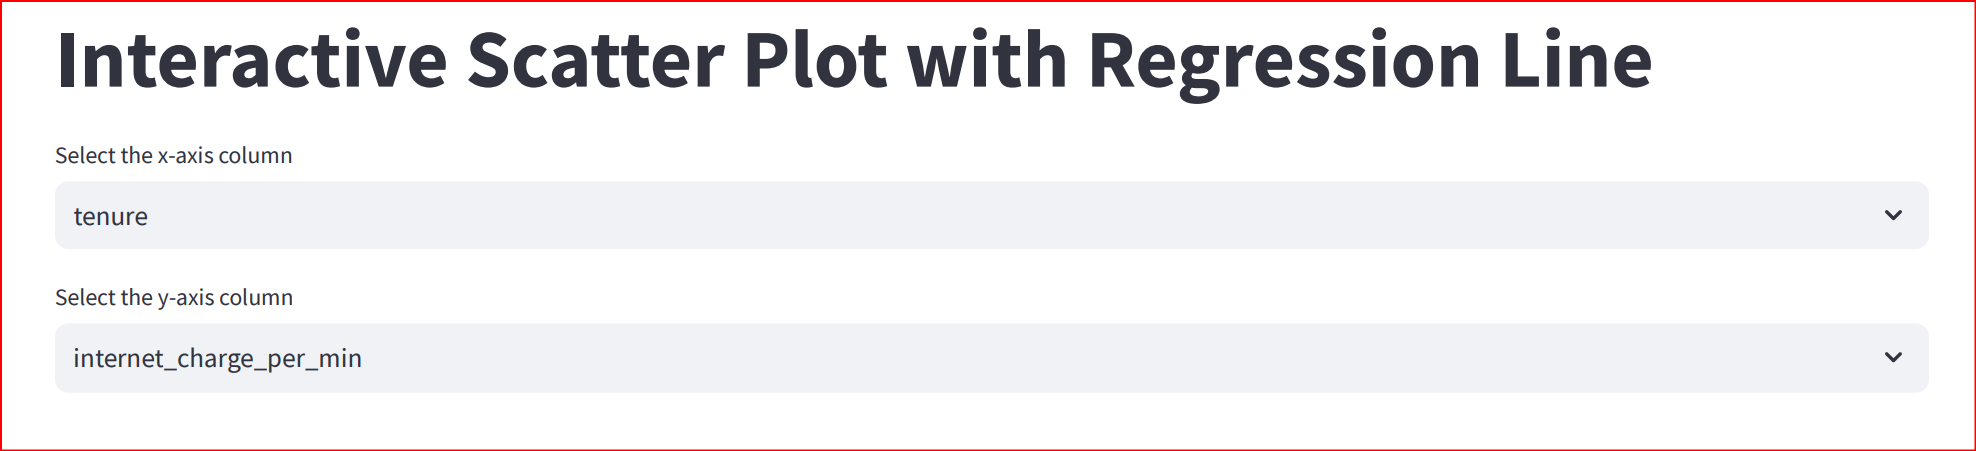 Interactive Scatter Plot with Regression Line
Select the x-axis column
tenure
Select the y-axis column
internet_charge_per_min